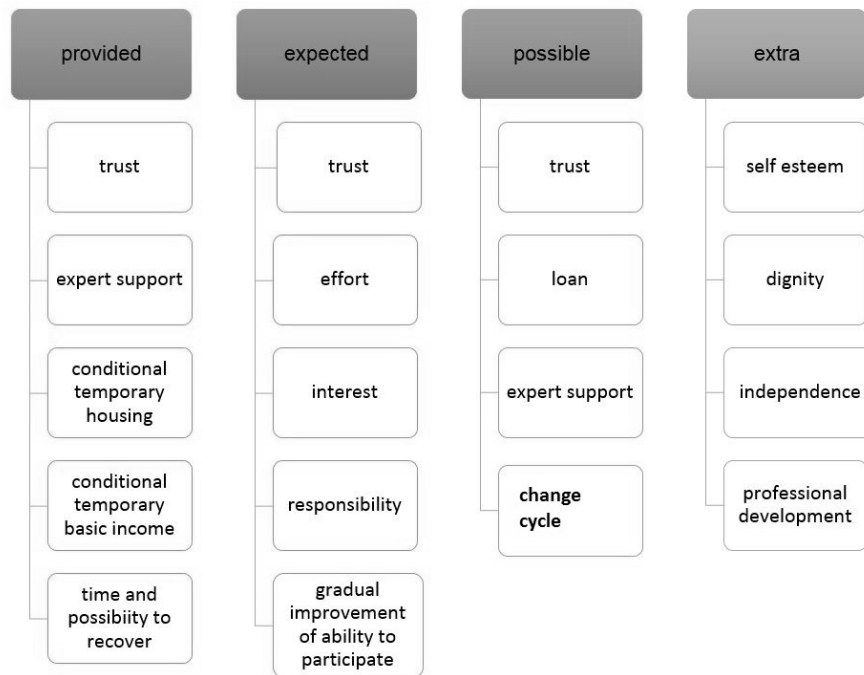 provided
trust
expert support
conditional
temporary
housing
conditional
temporary
basic income
time and
possibiity to
recover
expected
trust
effort
interest
responsibility
gradual
improvement
of ability to
participate
possible
trust
loan
expert support
change
cycle
extra
self esteem
dignity
independence
professional
development